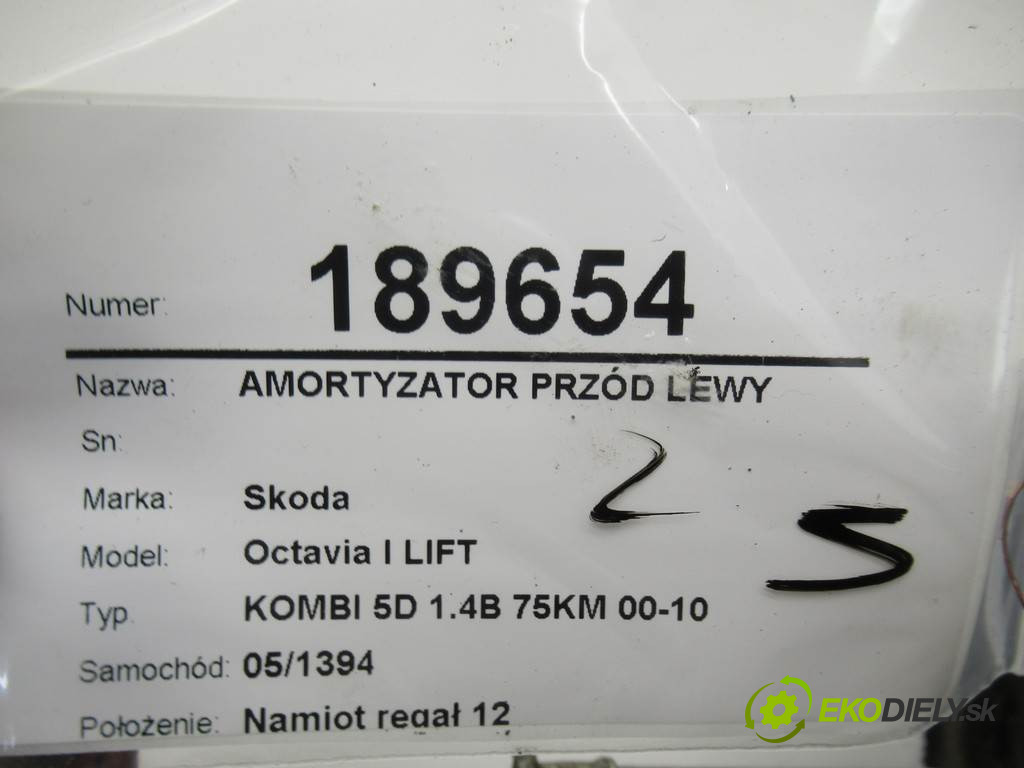 Numer: 189654
Nazwa: AMORTYZATOR PRZÓD LEWY
Sn:
2
Marka: Skoda
S
Model: Octavia I LIFT
Typ. KOMBI 5D 1.4B 75KM 00-10
Samochód: 05/1394
Położenie: Namiot regał 12
EKODIELY.sk